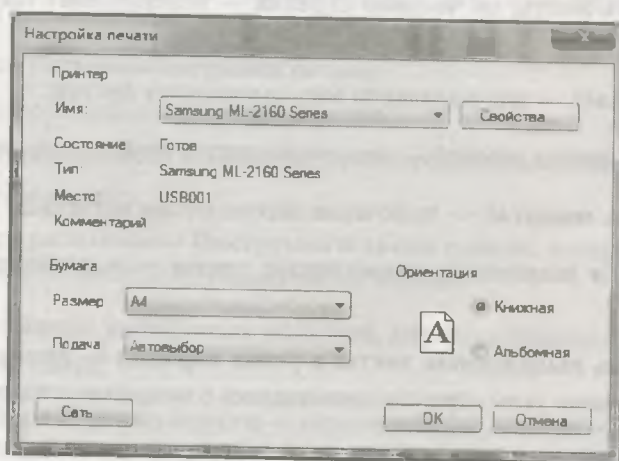 Настройка печати
Принтер
Имя: Samsung ML-2160 Series Свойства
Состояние Готов
Тип: Samsung ML-2160 Series
Место USB001
Комментарий
Бумага Ориентация
Размер A4 Книжная
A
Подача Автовыбор Альбомная
Сеть OK Отмена